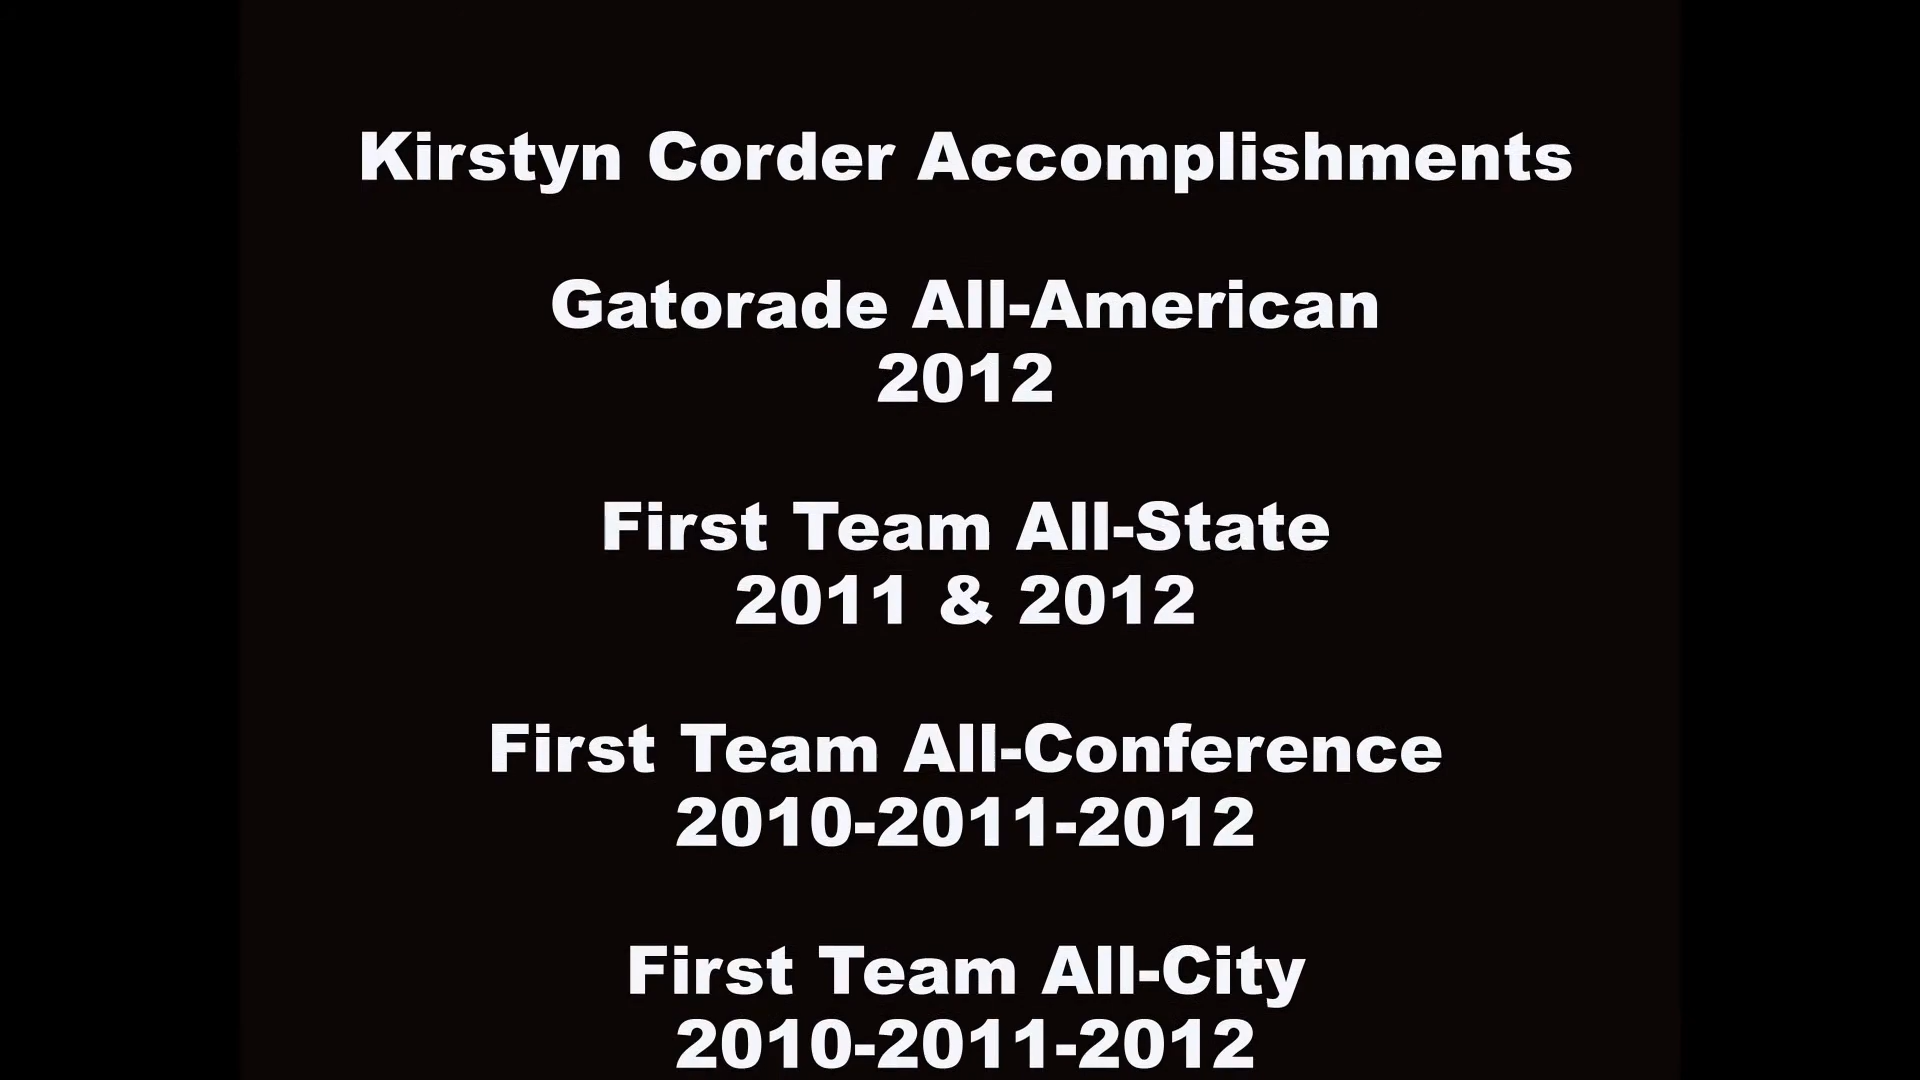 Kirstyn Corder Accomplishments
Gatorade All-American
2012
First Team All-State
2011 & 2012
First Team All-Conference
2010-2011-2012
First Team All-City
2010-2011-2012